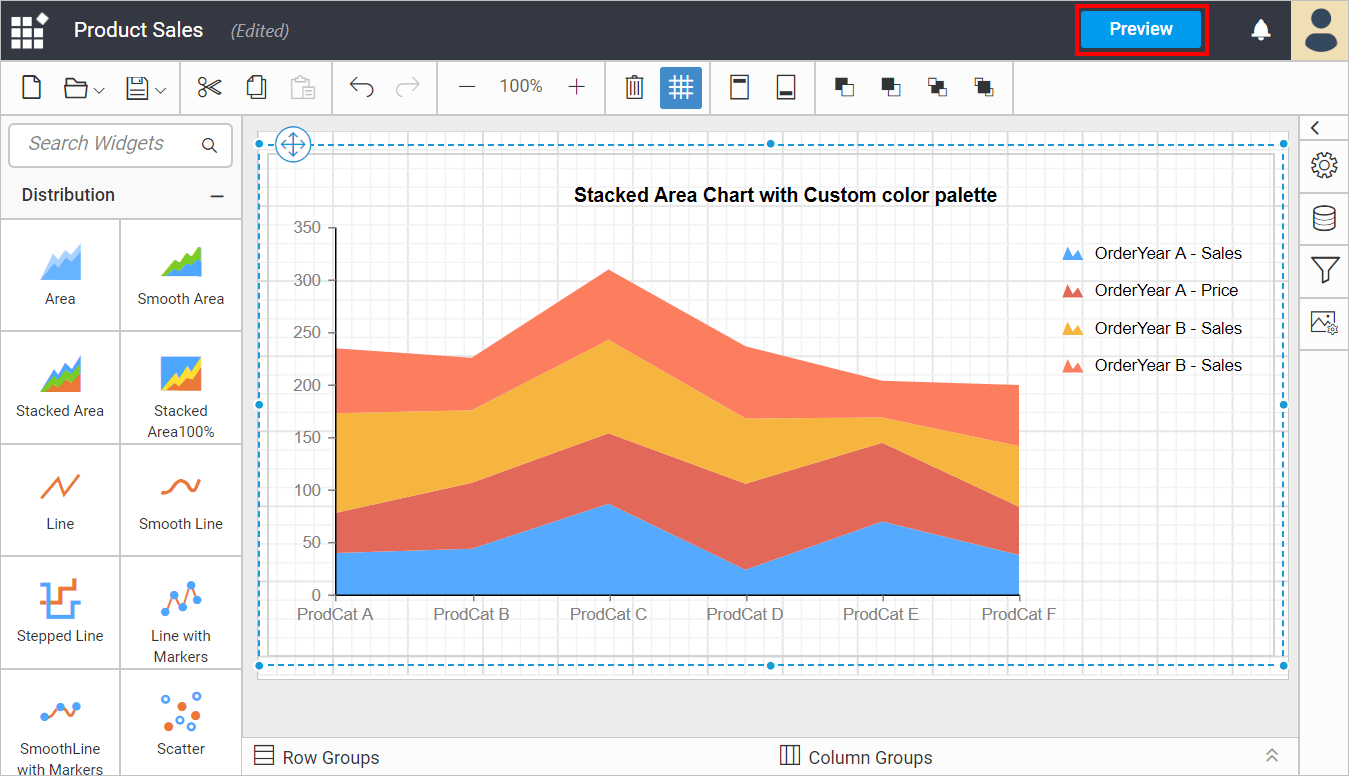 Product Sales (Edited)
Preview
100%
Search Widgets
Distribution
Area
Smooth Area
Stacked Area
Stacked
Area100%
Line
Smooth Line
Stepped Line
Line with
Markers
SmoothLine
with Markers
Scatter
Stacked Area Chart with Custom color palette
350
300
250
200
150
100
50
0
ProdCat A
ProdCat B
ProdCat C
ProdCat D
ProdCat E
ProdCat F
OrderYear A - Sales
OrderYear A - Price
OrderYear B - Sales
OrderYear B - Sales
Row Groups
Column Groups